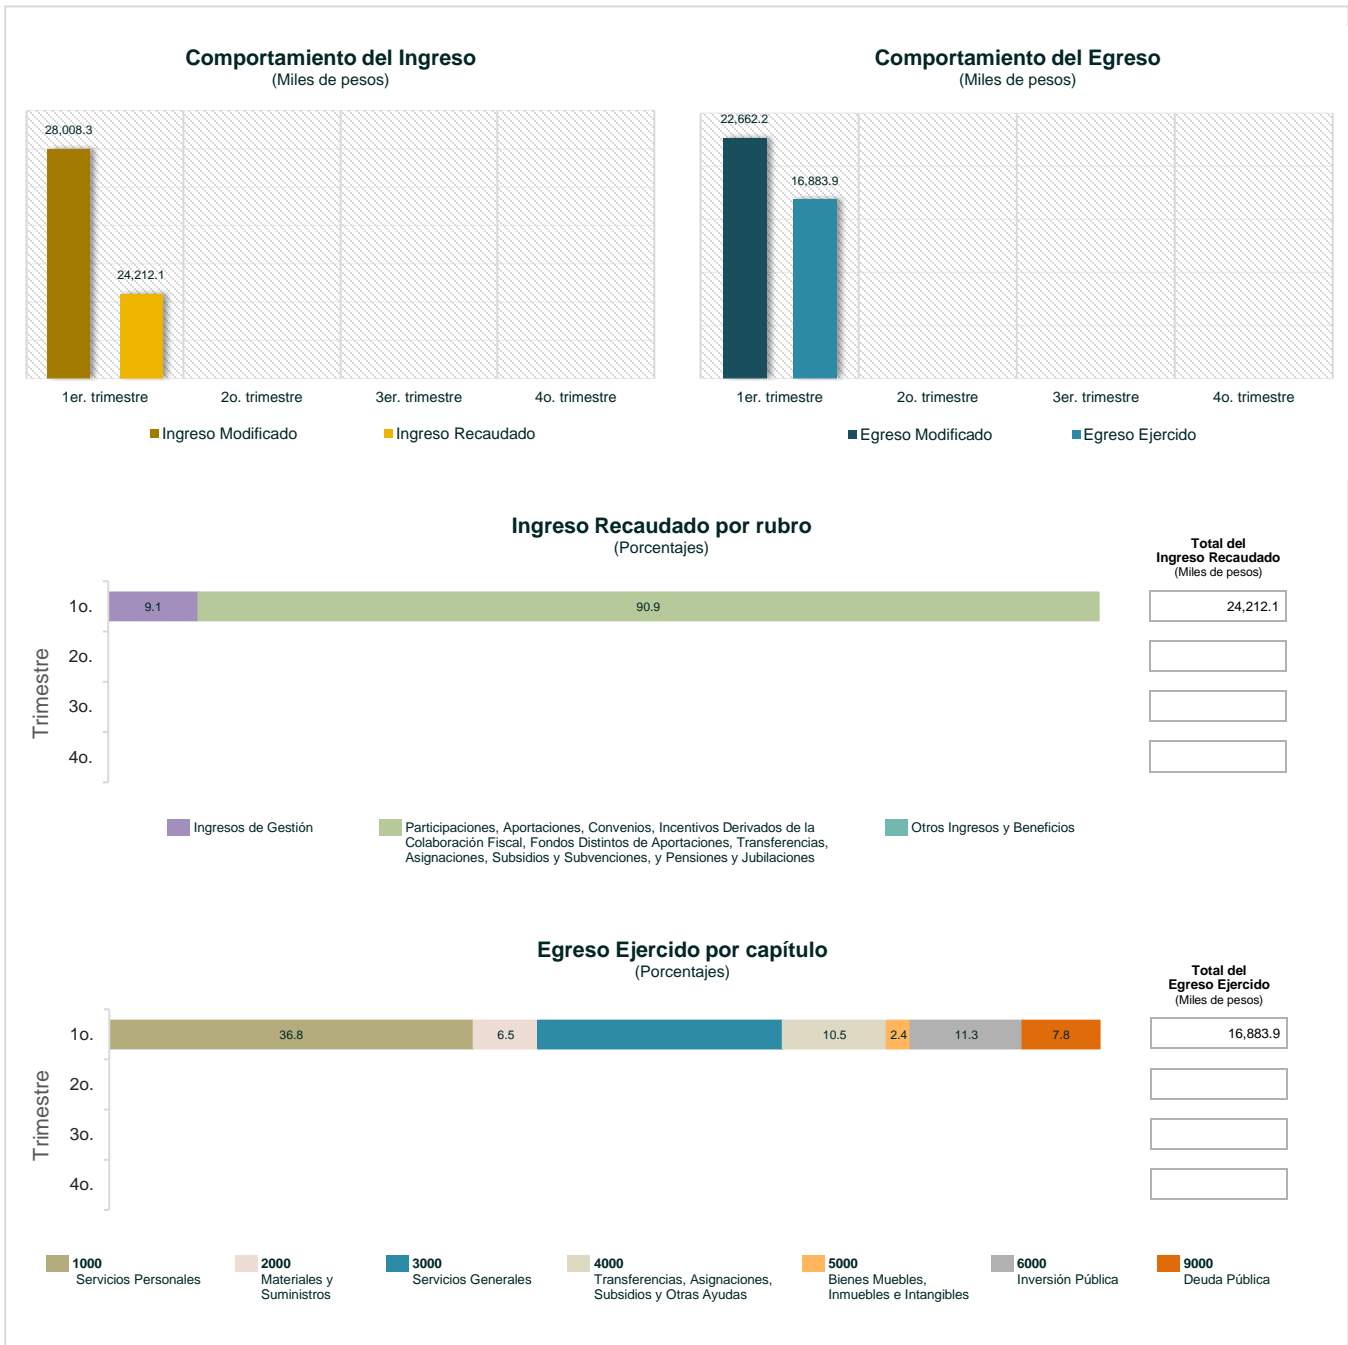 Comportamiento del Ingreso
(Miles de pesos)
28,008.3
24,212.1
1er. trimestre
2o. trimestre
3er. trimestre
4o. trimestre
Ingreso Modificado
Ingreso Recaudado
Comportamiento del Egreso
(Miles de pesos)
22,662.2
16,883.9
1er. trimestre
2o. trimestre
3er. trimestre
4o. trimestre
Egreso Modificado
Egreso Ejercido
Ingreso Recaudado por rubro
(Porcentajes)
Total del
Ingreso Recaudado
(Miles de pesos)
Trimestre
1o.
9.1
90.9
24,212.1
2o.
3o.
4o.
Ingresos de Gestión
Participaciones, Aportaciones, Convenios, Incentivos Derivados de la
Colaboración Fiscal, Fondos Distintos de Aportaciones, Transferencias,
Asignaciones, Subsidios y Subvenciones, y Pensiones y Jubilaciones
Otros Ingresos y Beneficios
Egreso Ejercido por capítulo
(Porcentajes)
Total del
Egreso Ejercido
(Miles de pesos)
Trimestre
1o.
36.8
6.5
10.5
2.4
11.3
7.8
16,883.9
2o.
3o.
4o.
1000
Servicios Personales
2000
Materiales y
Suministros
3000
Servicios Generales
4000
Transferencias, Asignaciones,
Subsidios y Otras Ayudas
5000
Bienes Muebles,
Inmuebles e Intangibles
6000
Inversión Pública
9000
Deuda Pública